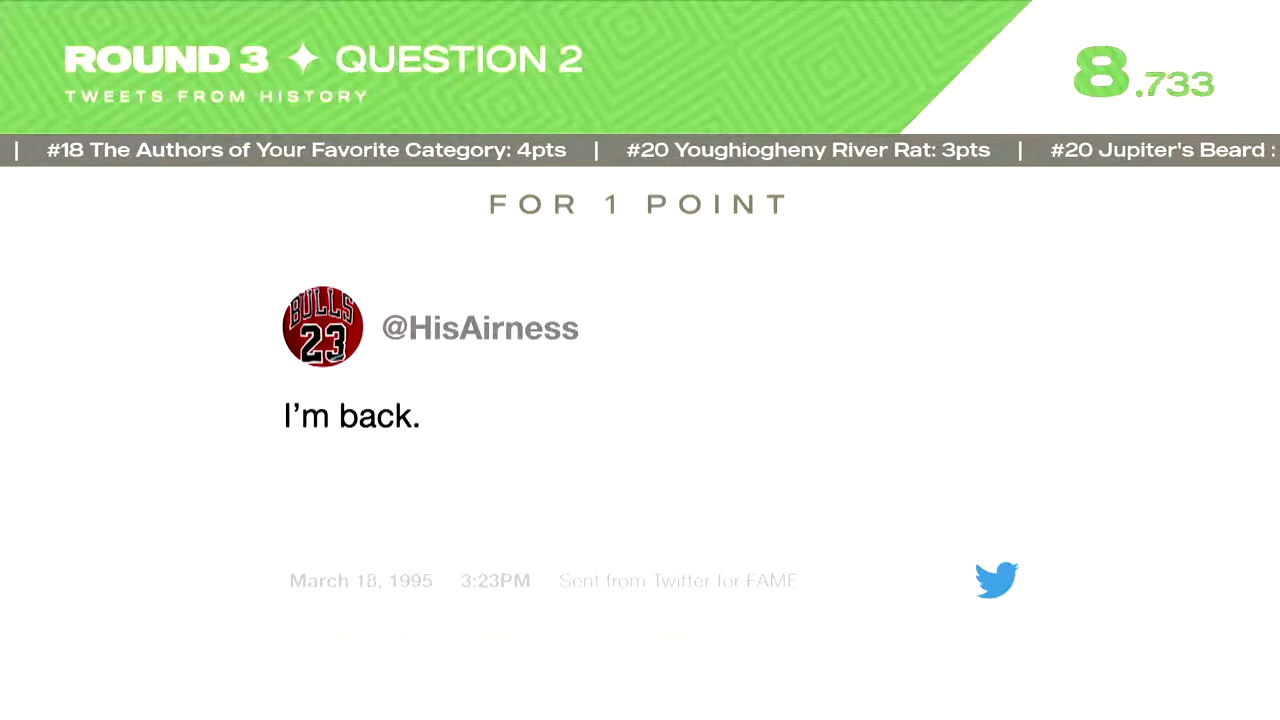 ROUND 3 ✦ QUESTION 2
TWEETS FROM HISTORY
8.733
| #18 The Authors of Your Favorite Category: 4pts | #20 Youghiogheny River Rat: 3pts | #20 Jupiter's Beard :
FOR 1 POINT
BULLS
23
@HisAirness
I'm back.
March 18, 1995 3:23PM Sent from Twitter for FAME